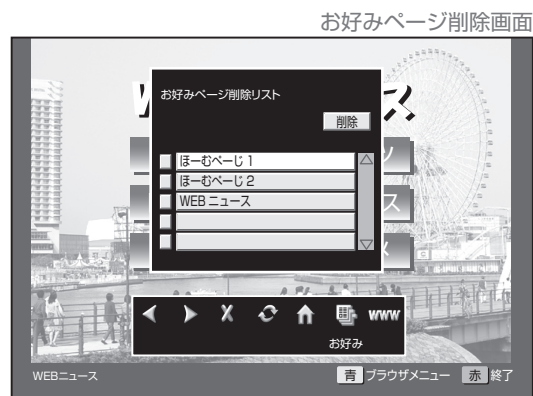 お好みページ削除画面
お好みページ削除リスト
削除
ほーむぺーじ 1
ほーむぺーじ 2
WEB ニュース
WWW
お好み
WEBニュース
青 ブラウザメニュー 赤 終了